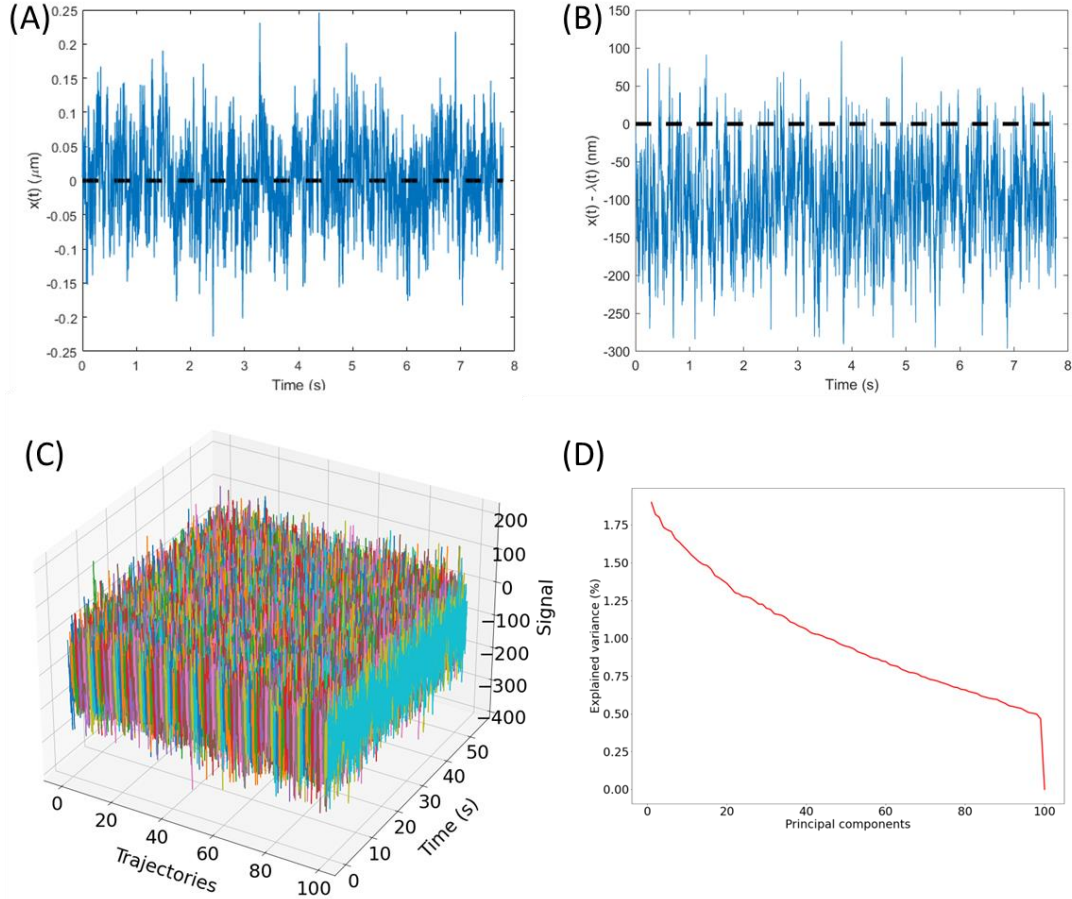 (A)
0.25
0.2
0.15
0.1
0.05
0
-0.05
-0.1
-0.15
-0.2
-0.25
x(t) (μm)
0 1 2 3 4 5 6 7 8
Time (s)
(B)
150
100
50
0
-50
-100
-150
-200
-250
-300
x(t) - λ(t) (nm)
0 1 2 3 4 5 6 7 8
Time (s)
(C)
200
100
0
−100
−200
−300
−400
Signal
0 20 40 60 80 100
Trajectories
0 10 20 30 40 50
Time (s)
(D)
1.75
1.50
1.25
1.00
0.75
0.50
0.25
0.00
Explained variance (%)
0 20 40 60 80 100
Principal components